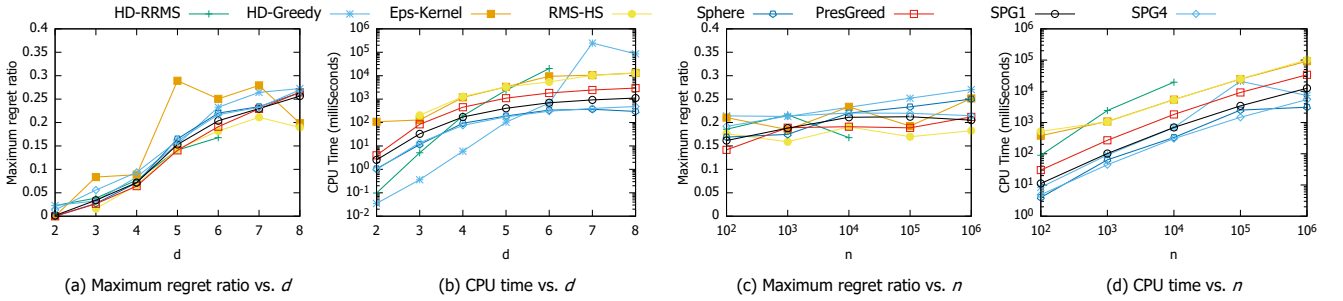 HD-RRMS HD-Greedy Eps-Kernel RMS-HS Sphere PresGreed SPG1 SPG4
Maximum regret ratio
0.4
0.35
0.3
0.25
0.2
0.15
0.1
0.05
0
2 3 4 5 6 7 8
d
(a) Maximum regret ratio vs. d
CPU Time (milliSeconds)
10^6
10^5
10^4
10^3
10^2
10^1
10^0
10^-1
10^-2
2 3 4 5 6 7 8
d
(b) CPU time vs. d
Maximum regret ratio
0.4
0.35
0.3
0.25
0.2
0.15
0.1
0.05
0
10^2 10^3 10^4 10^5 10^6
n
(c) Maximum regret ratio vs. n
CPU Time (milliSeconds)
10^6
10^5
10^4
10^3
10^2
10^1
10^0
10^2 10^3 10^4 10^5 10^6
n
(d) CPU time vs. n